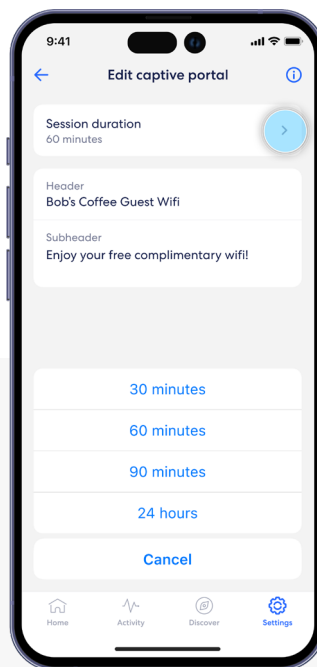 9:41
Edit captive portal
Session duration
60 minutes
Header
Bob's Coffee Guest Wifi
Subheader
Enjoy your free complimentary wifi!
30 minutes
60 minutes
90 minutes
24 hours
Cancel
Home Activity Discover Settings